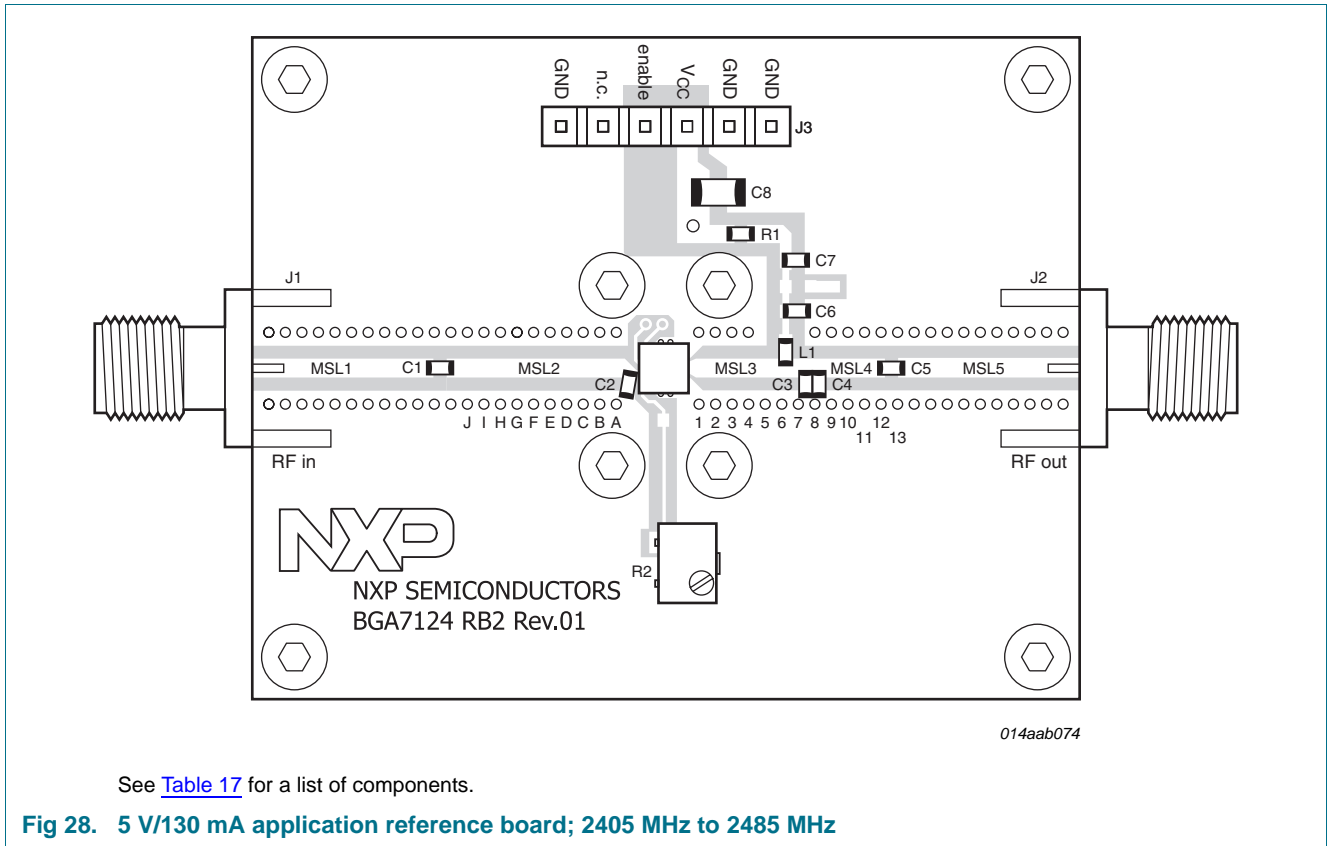 GND
n.c.
enable
VCC
GND
GND
J3
C8
R1
C7
J1
J2
C6
L1
MSL1
C1
MSL2
MSL3
MSL4
C5
MSL5
C2
C3
C4
J I H G F E D C B A
1 2 3 4 5 6 7 8 9 10 12
11 13
RF in
RF out
NXP
R2
NXP SEMICONDUCTORS
BGA7124 RB2 Rev.01
014aab074
See Table 17 for a list of components.
Fig 28. 5 V/130 mA application reference board; 2405 MHz to 2485 MHz